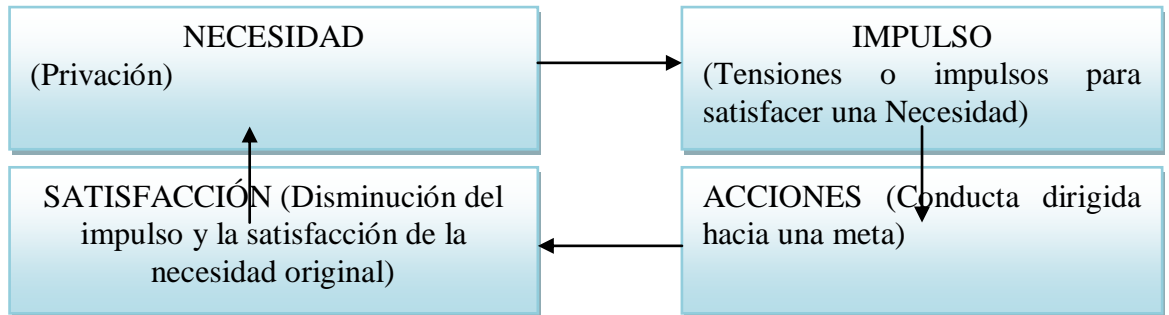 NECESIDAD
(Privación)
IMPULSO
(Tensiones o impulsos para
satisfacer una Necesidad)
SATISFACCIÓN (Disminución del
impulso y la satisfacción de la
necesidad original)
ACCIONES (Conducta dirigida
hacia una meta)